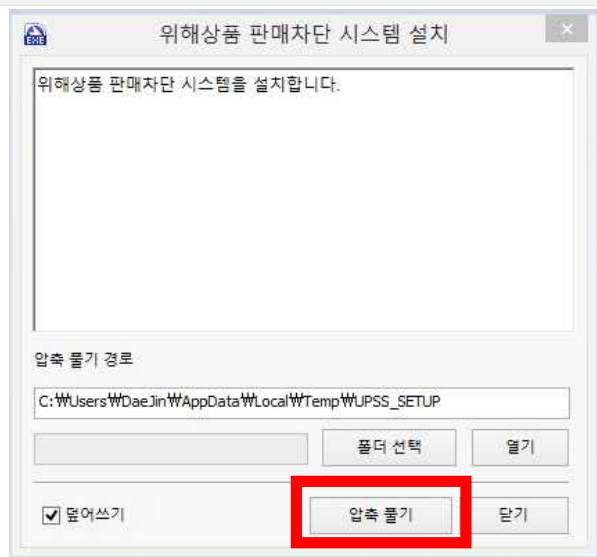 위해상품 판매차단 시스템 설치
위해상품 판매차단 시스템을 설치합니다.
압축 풀기 경로
C:₩Users₩DaeJin₩AppData₩Local₩Temp₩UPSS_SETUP
폴더 선택 열기
덮어쓰기 압축 풀기 닫기